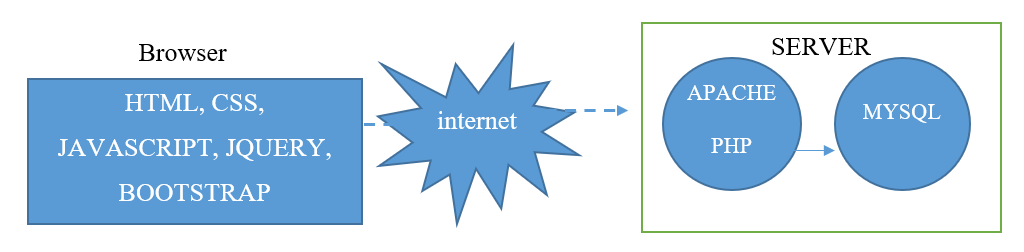 Browser
HTML, CSS,
JAVASCRIPT, JQUERY,
BOOTSTRAP
internet
SERVER
APACHE
PHP
MYSQL